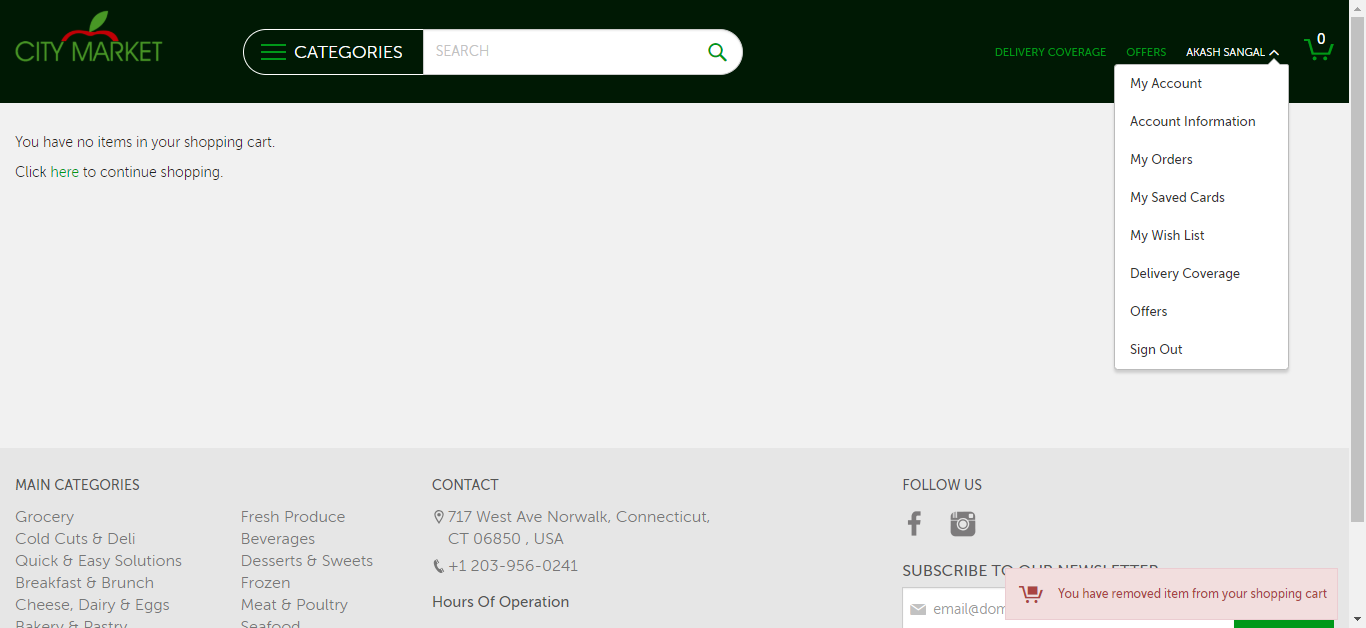 CITY MARKET
CATEGORIES
SEARCH
DELIVERY COVERAGE
OFFERS
AKASH SANGAL
0
My Account
Account Information
My Orders
My Saved Cards
My Wish List
Delivery Coverage
Offers
Sign Out
You have no items in your shopping cart.
Click here to continue shopping.
MAIN CATEGORIES
Grocery
Cold Cuts & Deli
Quick & Easy Solutions
Breakfast & Brunch
Cheese, Dairy & Eggs
Bakery & Pastry
Fresh Produce
Beverages
Desserts & Sweets
Frozen
Meat & Poultry
Seafood
CONTACT
717 West Ave Norwalk, Connecticut,
CT 06850 , USA
+1 203-956-0241
Hours Of Operation
FOLLOW US
SUBSCRIBE TO OUR NEWSLETTER
email@dom
You have removed item from your shopping cart